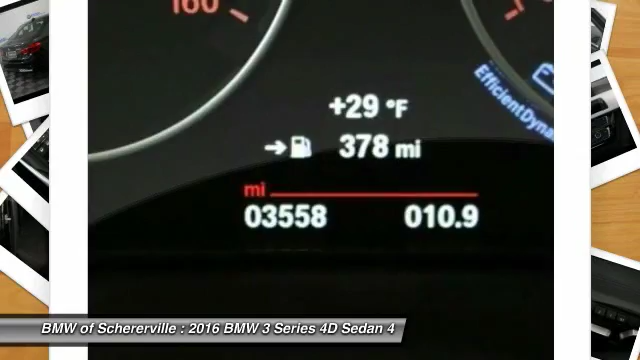 160
+29 °F
378 mi
mi
03558 010.9
EfficientDyna
BMW of Schererville : 2016 BMW 3 Series 4D Sedan 4